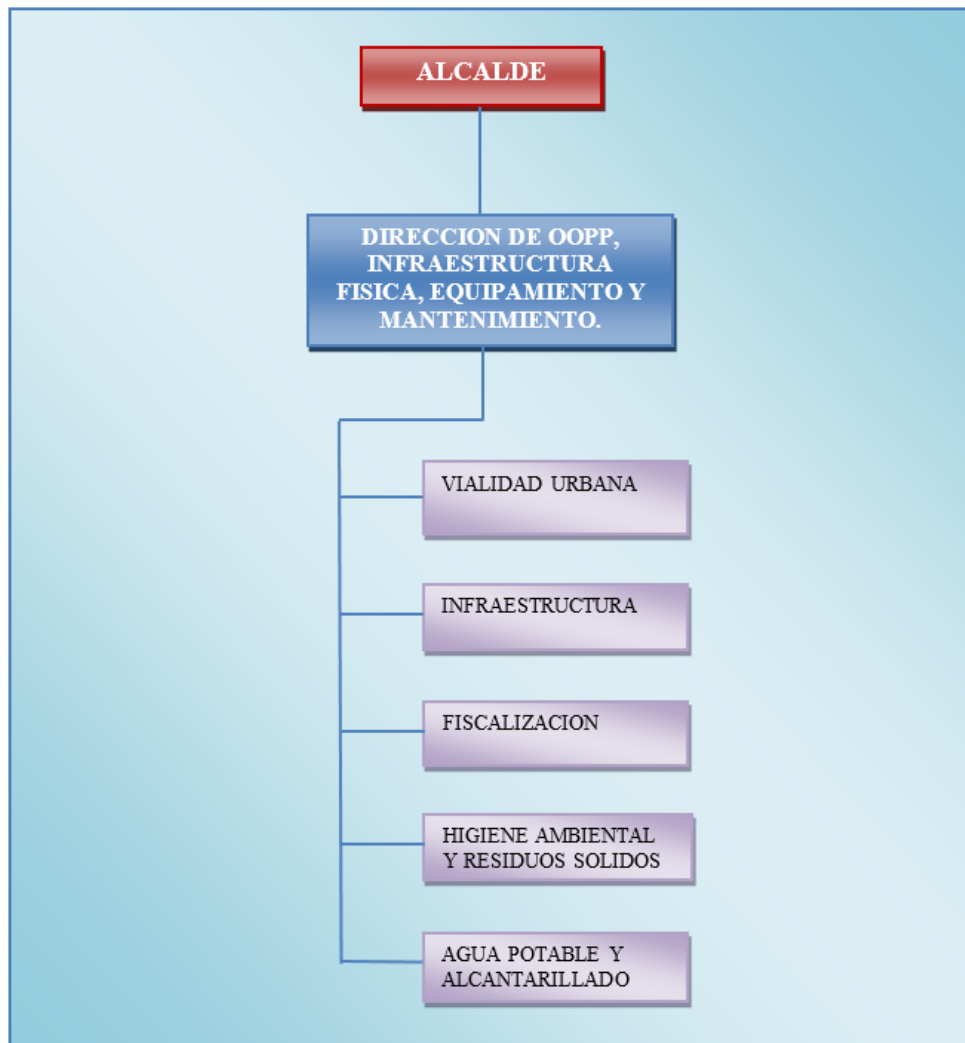 ALCALDE
DIRECCION DE OOPP,
INFRAESTRUCTURA
FISICA, EQUIPAMIENTO Y
MANTENIMIENTO.
VIALIDAD URBANA
INFRAESTRUCTURA
FISCALIZACION
HIGIENE AMBIENTAL
Y RESIDUOS SOLIDOS
AGUA POTABLE Y
ALCANTARILLADO